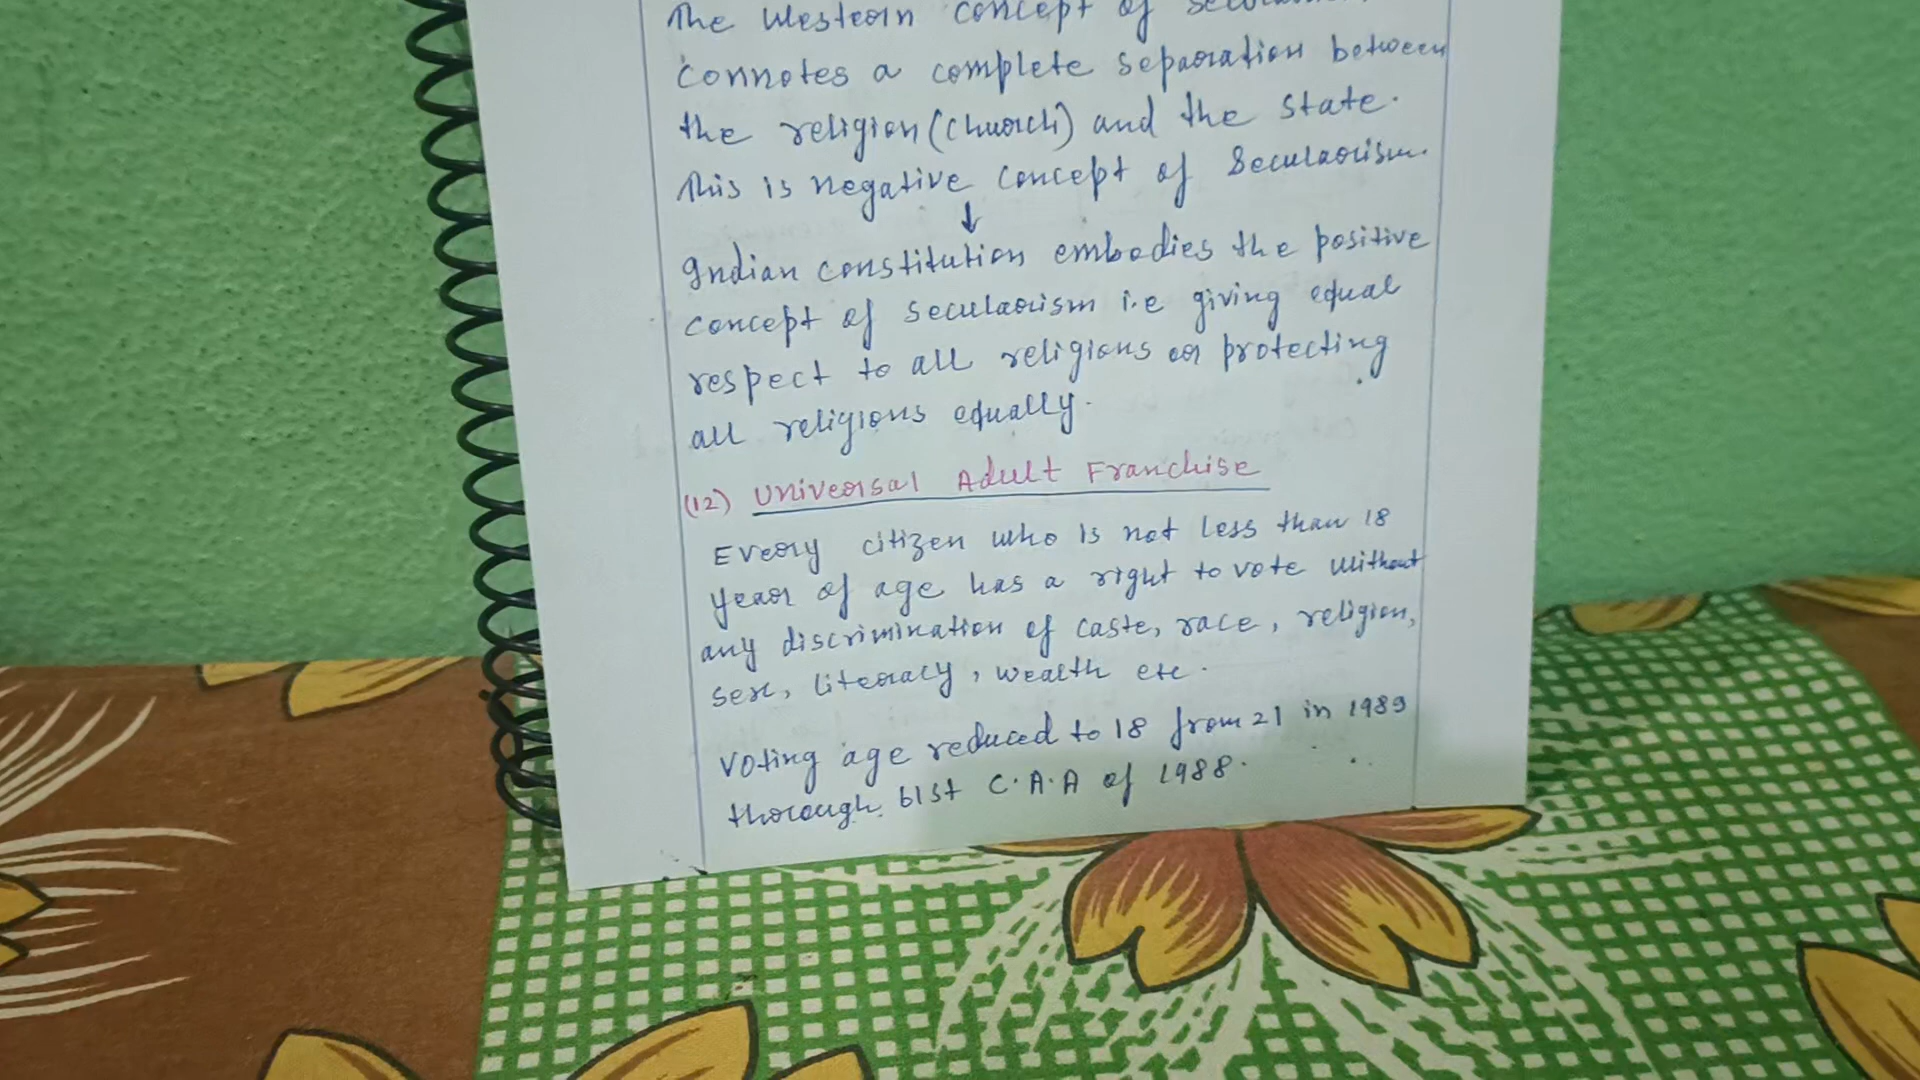 The Western concept of
connotes a complete separation between
the religion (church) and the state.
This is negative concept of Secularism.
↓
Indian constitution embodies the positive
concept of secularism i.e giving equal
respect to all religions or protecting
all religions equally.
(12) Universal Adult Franchise
Every citizen who is not less than 18
year of age has a right to vote without
any discrimination of caste, race, religion,
sex, literacy, wealth etc.
Voting age reduced to 18 from 21 in 1989
thorough 61st C.A.A of 1988.